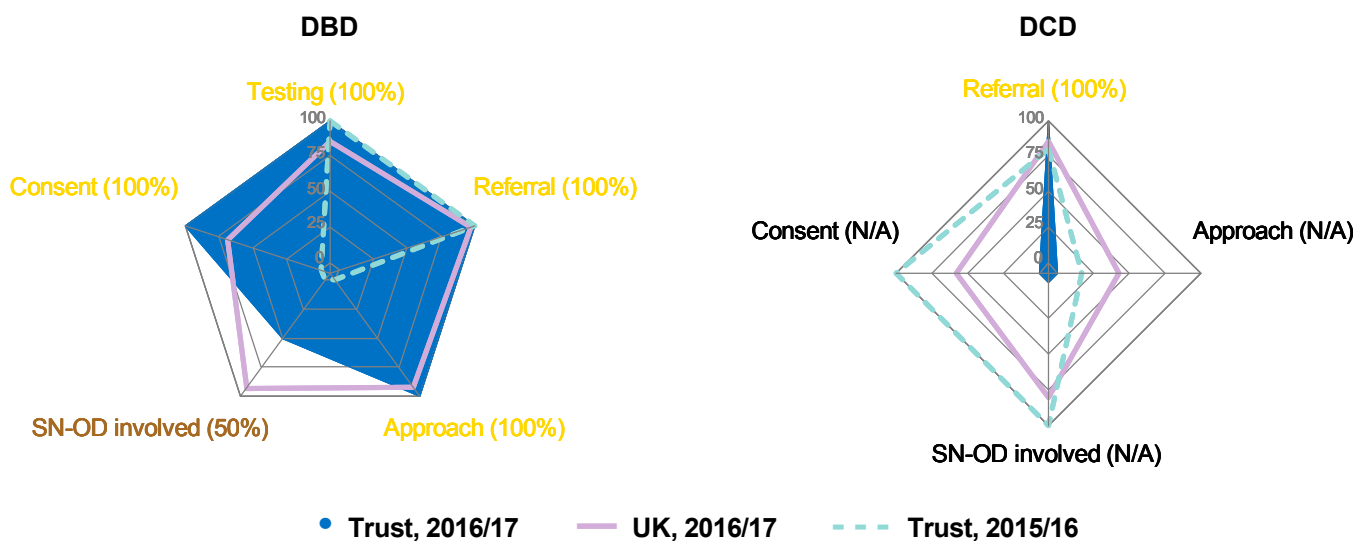 DBD
Testing (100%)
100
75
50
25
0
Consent (100%)
Referral (100%)
SN-OD involved (50%)
Approach (100%)
DCD
Referral (100%)
100
75
50
25
0
Consent (N/A)
Approach (N/A)
SN-OD involved (N/A)
Trust, 2016/17
UK, 2016/17
Trust, 2015/16